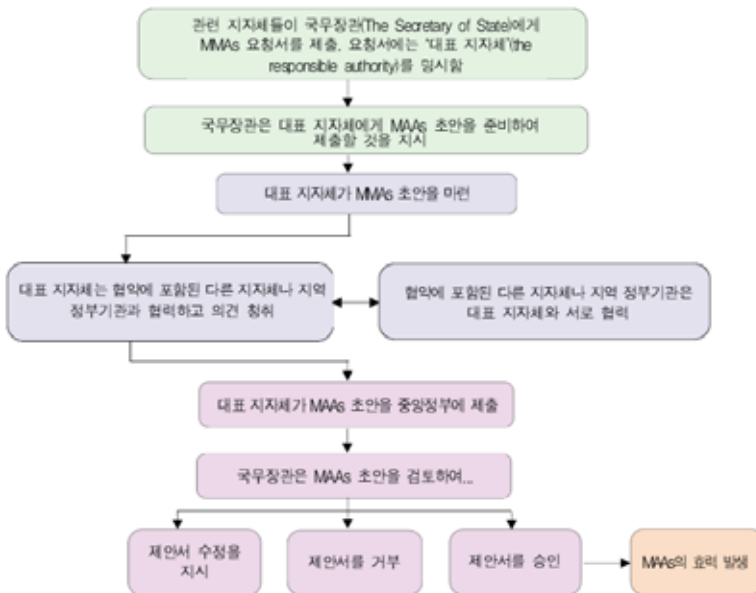 관련 지자체들이 국무장관(The Secretary of State)에게
MMAs 요청서를 제출. 요청서에는 "대표 지자체"(the
responsible authority)를 명시함
국무장관은 대표 지자체에게 MAAs 초안을 준비하여
제출할 것을 지시
대표 지자체가 MMAs 초안을 마련
대표 지자체는 협약에 포함된 다른 지자체나 지역
정부기관과 협력하고 의견 청취
협약에 포함된 다른 지자체나 지역 정부기관은
대표 지자체와 서로 협력
대표 지자체가 MAAs 초안을 중앙정부에 제출
국무장관은 MAAs 초안을 검토하여...
제안서 수정을
지시
제안서를 거부
제안서를 승인
MAAs의 효력 발생